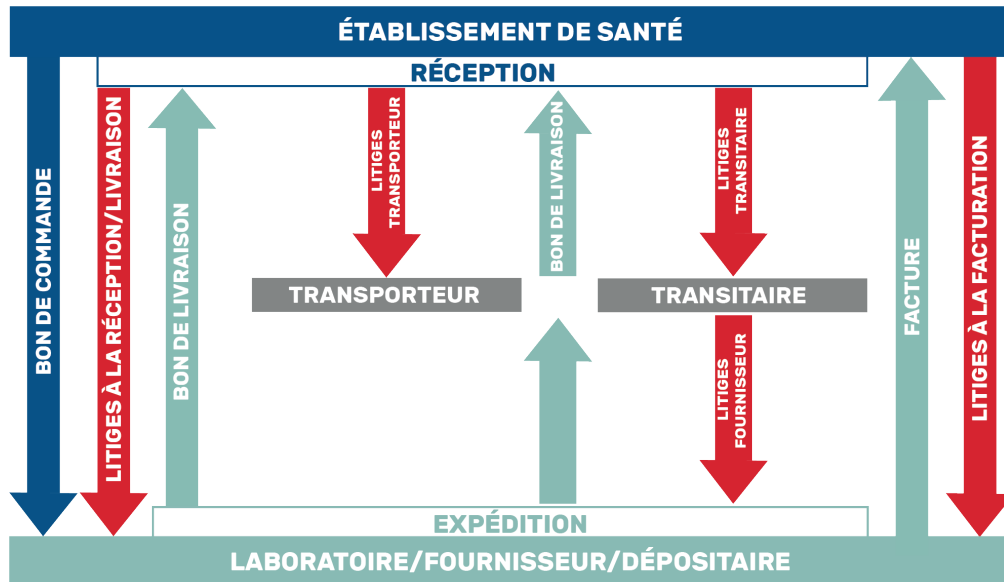 ÉTABLISSEMENT DE SANTÉ
RÉCEPTION
BON DE COMMANDE
LITIGES À LA RÉCEPTION/LIVRAISON
BON DE LIVRAISON
LITIGES
TRANSPORTEUR
BON DE LIVRAISON
LITIGES
TRANSITAIRE
FACTURE
LITIGES À LA FACTURATION
TRANSPORTEUR
TRANSITAIRE
LITIGES
FOURNISSEUR
EXPÉDITION
LABORATOIRE/FOURNISSEUR/DÉPOSITAIRE